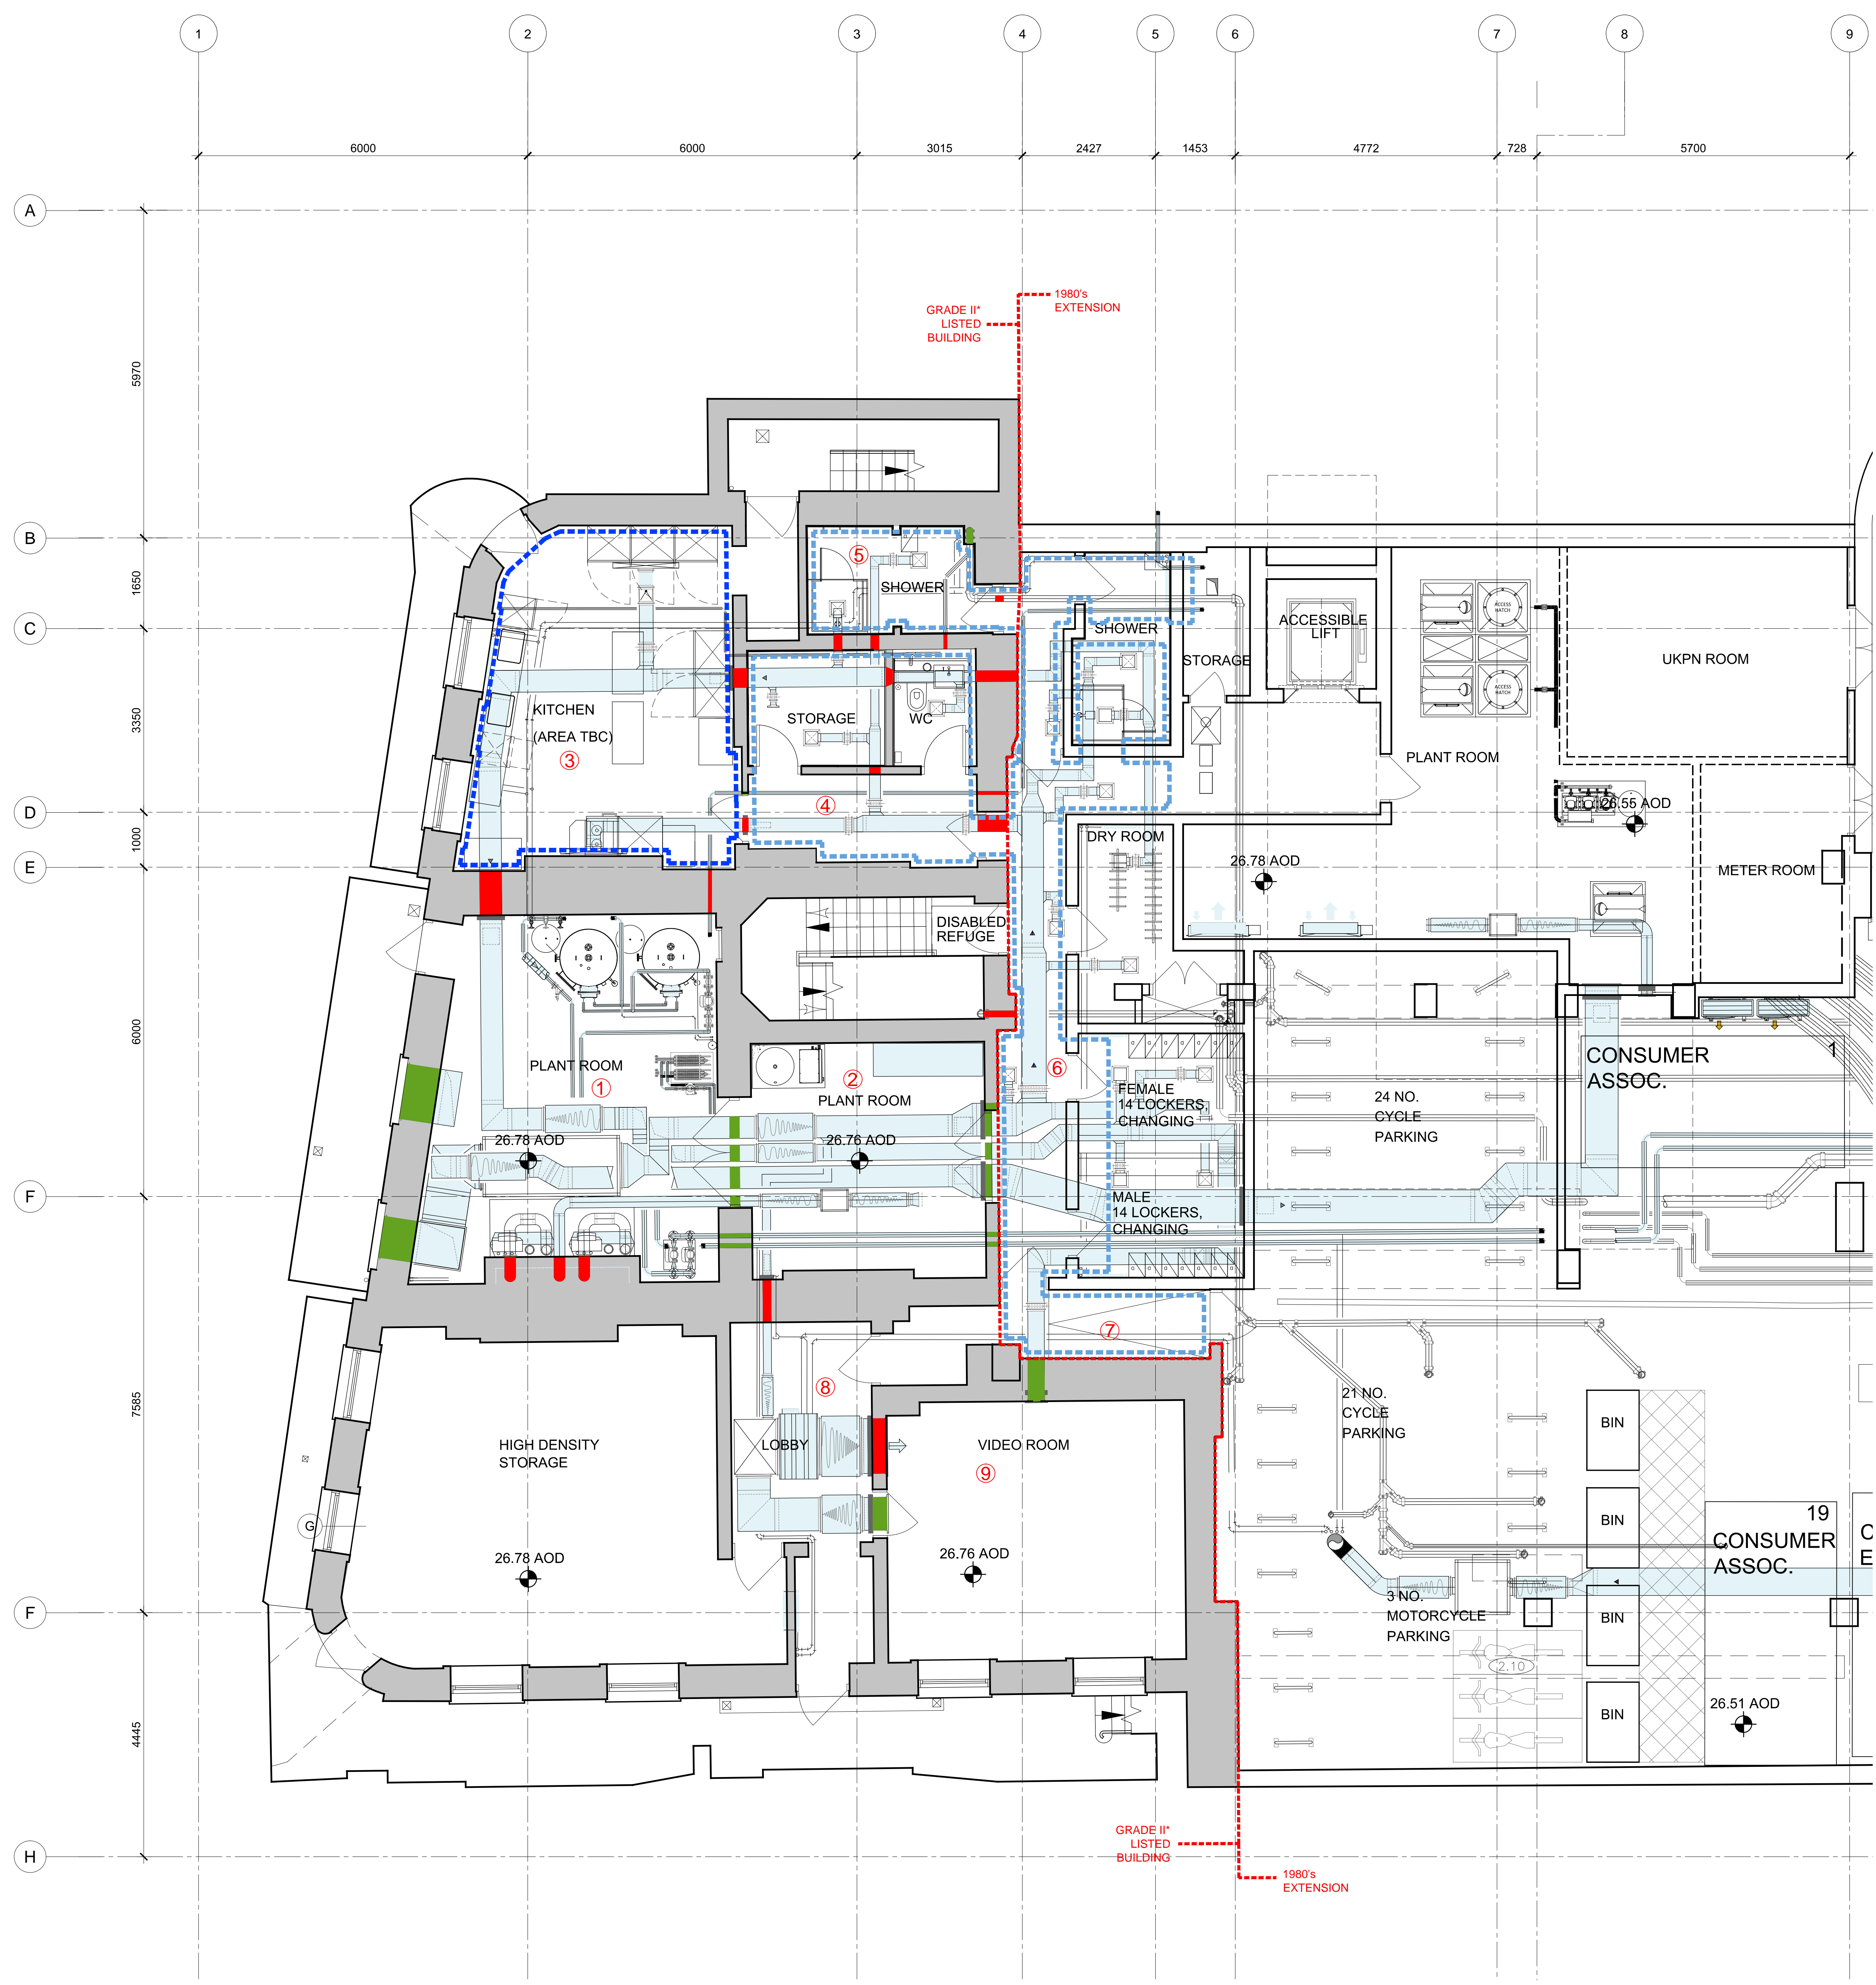 1 2 3 4 5 6 7 8 9
6000 6000 3015 2427 1453 4772 728 5700
A
1980's
EXTENSION
GRADE II*
LISTED
BUILDING
5970
B
5
SHOWER
1650
ACCESS
HATCH
C
SHOWER
ACCESSIBLE
LIFT
STORAGE
UKPN ROOM
ACCESS
HATCH
3350
KITCHEN
(AREA TBC)
3
STORAGE
WC
PLANT ROOM
D
4
26.55 AOD
1000
DRY ROOM
E
26.78 AOD
METER ROOM
DISABLED
REFUGE
6000
PLANT ROOM
1
2
PLANT ROOM
6
FEMALE
14 LOCKERS,
CHANGING
24 NO.
CYCLE
PARKING
CONSUMER
ASSOC.
1
26.78 AOD
26.76 AOD
F
MALE
14 LOCKERS,
CHANGING
7
7585
8
21 NO.
CYCLE
PARKING
BIN
HIGH DENSITY
STORAGE
LOBBY
VIDEO ROOM
9
G
BIN
19
CONSUMER
ASSOC.
C
E
26.78 AOD
26.76 AOD
F
3 NO.
MOTORCYCLE
PARKING
BIN
2.10
4445
BIN
26.51 AOD
GRADE II*
LISTED
BUILDING
H
1980's
EXTENSION